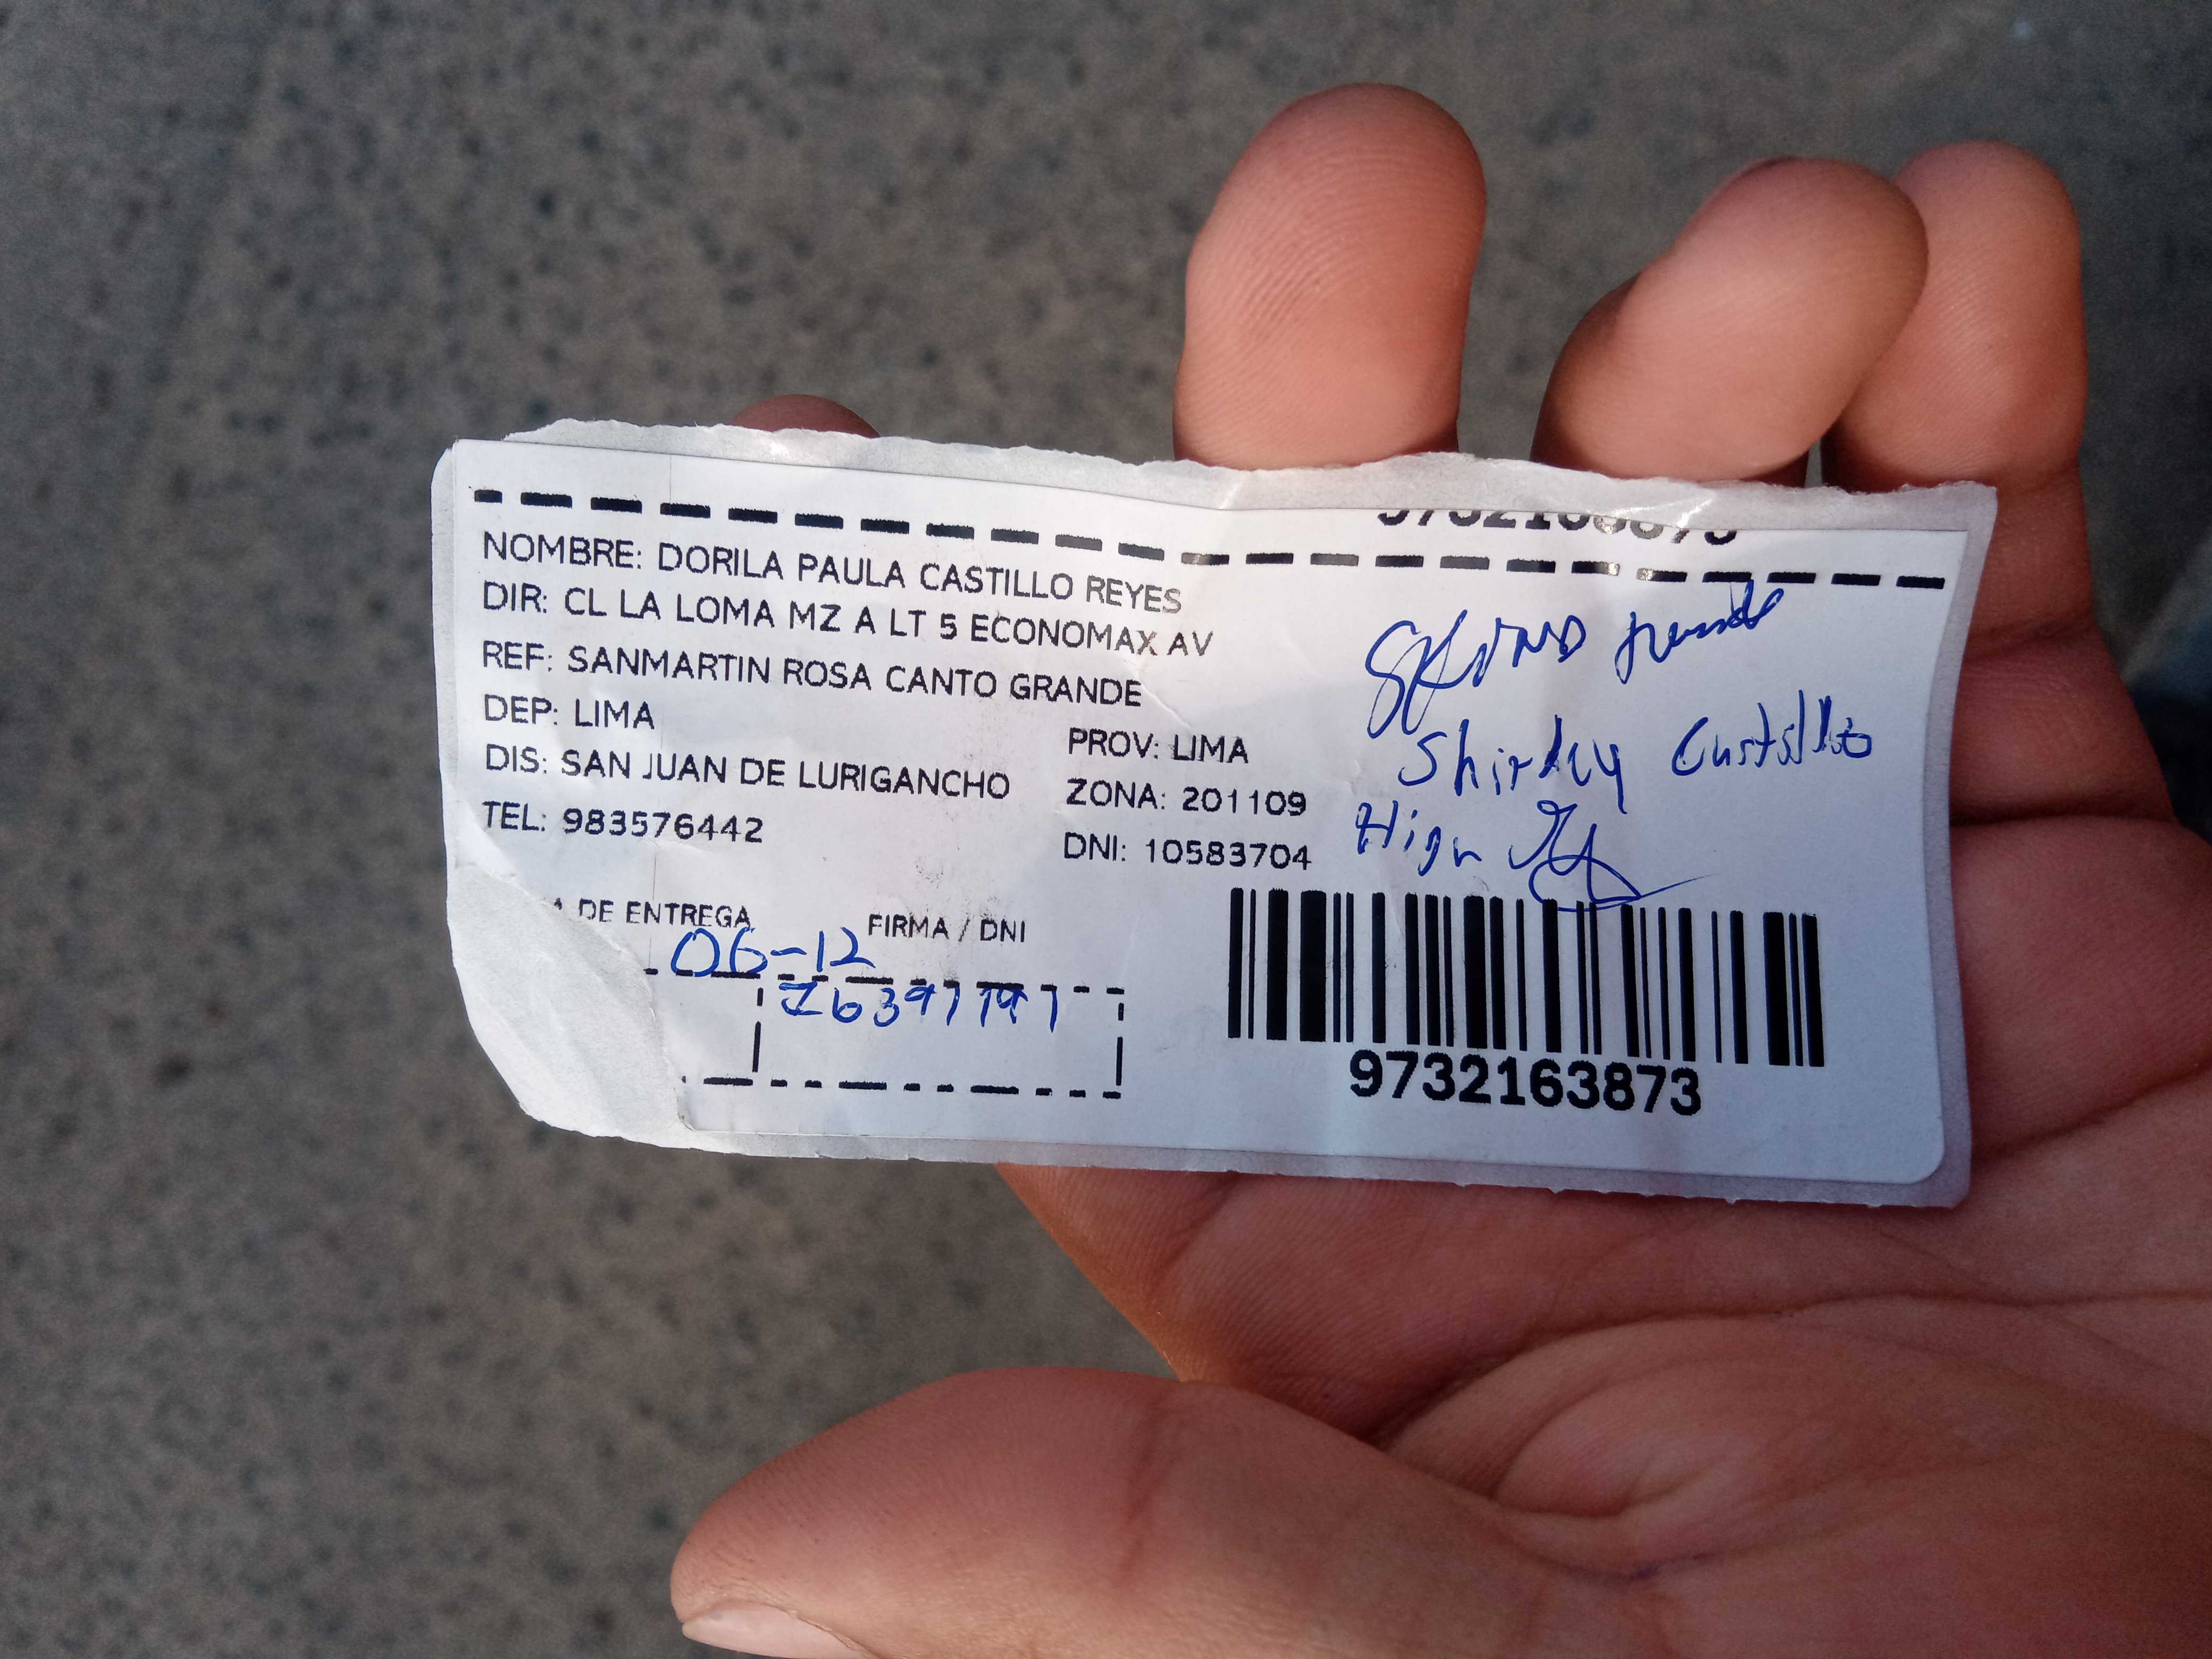 9732163873
NOMBRE: DORILA PAULA CASTILLO REYES
DIR: CL LA LOMA MZ A LT 5 ECONOMAX AV
REF: SANMARTIN ROSA CANTO GRANDE
DEP: LIMA
PROV: LIMA
DIS: SAN JUAN DE LURIGANCHO
ZONA: 201109
TEL: 983576442
DNI: 10583704
Shirley Castillo
DE ENTREGA
FIRMA / DNI
06-12
9732163873